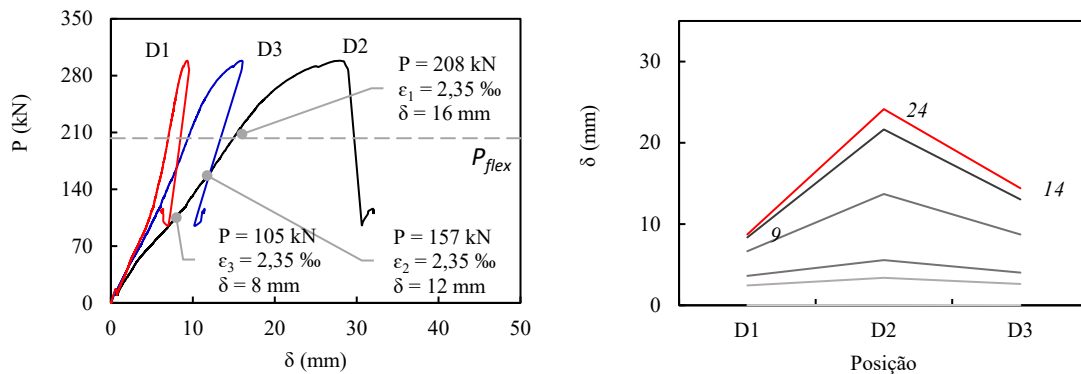 350
280
210
140
70
0
P (kN)
D1
D3
D2
P = 208 kN
ε1 = 2,35 ‰
δ = 16 mm
Pflex
P = 105 kN
ε3 = 2,35 ‰
δ = 8 mm
P = 157 kN
ε2 = 2,35 ‰
δ = 12 mm
0 10 20 30 40 50
δ (mm)
30
20
10
0
δ (mm)
24
14
9
D1 D2 D3
Posição